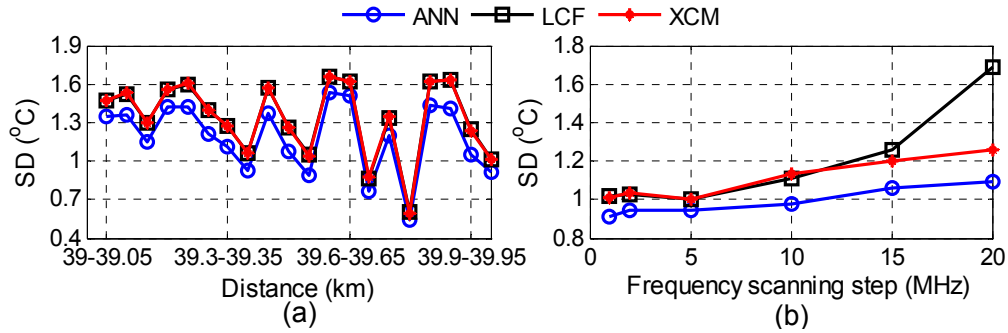 ANN LCF XCM
1.9
1.6
1.3
1
0.7
0.4
SD (°C)
39-39.05 39.3-39.35 39.6-39.65 39.9-39.95
Distance (km)
(a)
1.8
1.6
1.4
1.2
1
0.8
SD (°C)
0 5 10 15 20
Frequency scanning step (MHz)
(b)